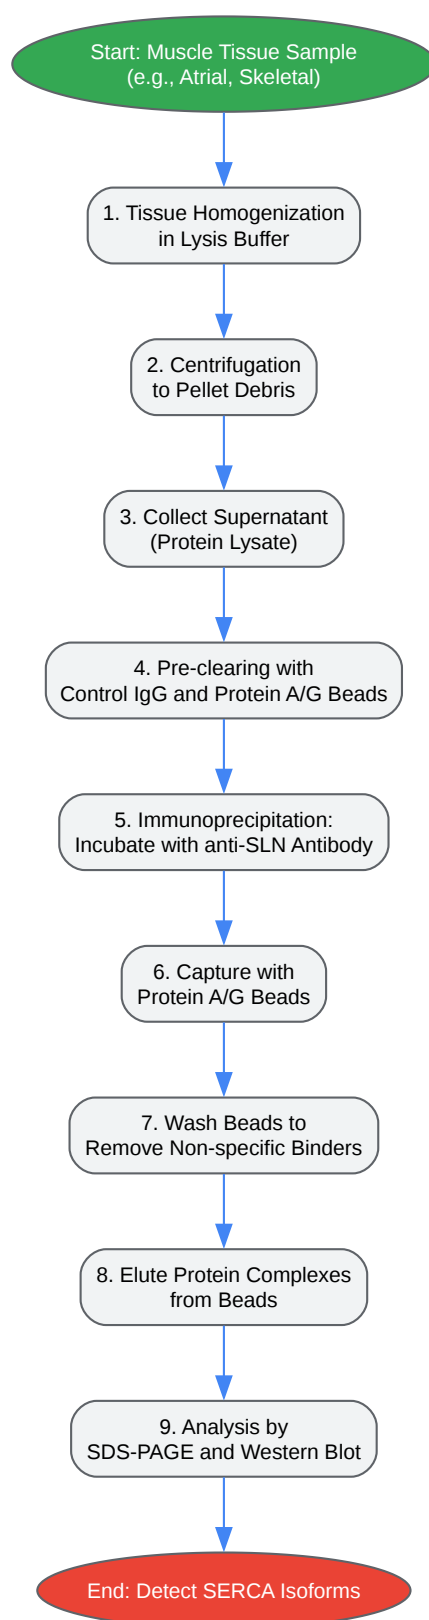 Start: Muscle Tissue Sample
(e.g., Atrial, Skeletal)
1. Tissue Homogenization
in Lysis Buffer
2. Centrifugation
to Pellet Debris
3. Collect Supernatant
(Protein Lysate)
4. Pre-clearing with
Control IgG and Protein A/G Beads
5. Immunoprecipitation:
Incubate with anti-SLN Antibody
6. Capture with
Protein A/G Beads
7. Wash Beads to
Remove Non-specific Binders
8. Elute Protein Complexes
from Beads
9. Analysis by
SDS-PAGE and Western Blot
End: Detect SERCA Isoforms